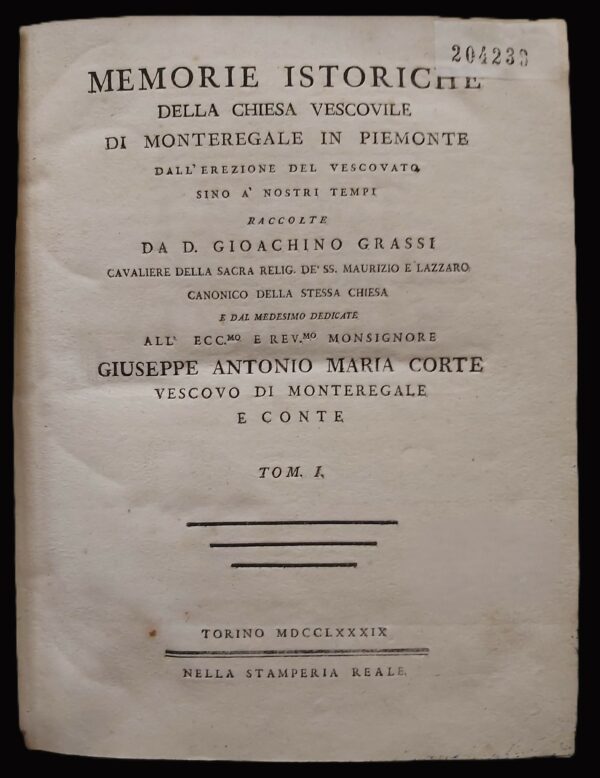 204239
MEMORIE ISTORICHE
DELLA CHIESA VESCOVILE
DI MONTEREGALE IN PIEMONTE
DALL'EREZIONE DEL VESCOVATO
SINO A' NOSTRI TEMPI
RACCOLTE
DA D. GIOACHINO GRASSI
CAVALIERE DELLA SACRA RELIG. DE' SS. MAURIZIO E LAZZARO
CANONICO DELLA STESSA CHIESA
E DAL MEDESIMO DEDICATE
ALL' ECC.MO E REV.MO MONSIGNORE
GIUSEPPE ANTONIO MARIA CORTE
VESCOVO DI MONTEREGALE
E CONTE
TOM. I.
TORINO MDCCLXXXIX
NELLA STAMPERIA REALE.